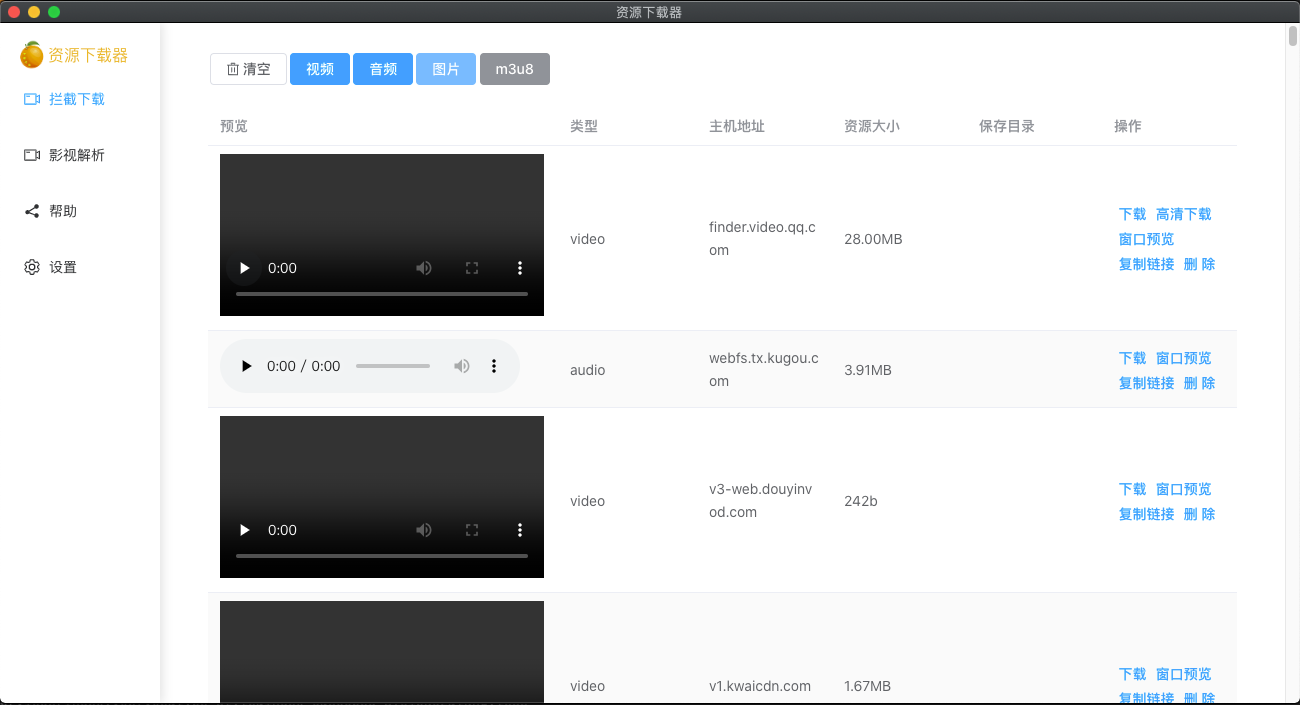 资源下载器
资源下载器
拦截下载
影视解析
帮助
设置
清空 视频 音频 图片 m3u8
预览 类型 主机地址 资源大小 保存目录 操作
0:00
video
finder.video.qq.c
om
28.00MB
下载 高清下载
窗口预览
复制链接 删 除
0:00 / 0:00
audio
webfs.tx.kugou.c
om
3.91MB
下载 窗口预览
复制链接 删 除
0:00
video
v3-web.douyinv
od.com
242b
下载 窗口预览
复制链接 删 除
video
v1.kwaicdn.com
1.67MB
下载 窗口预览
复制链接 删 除